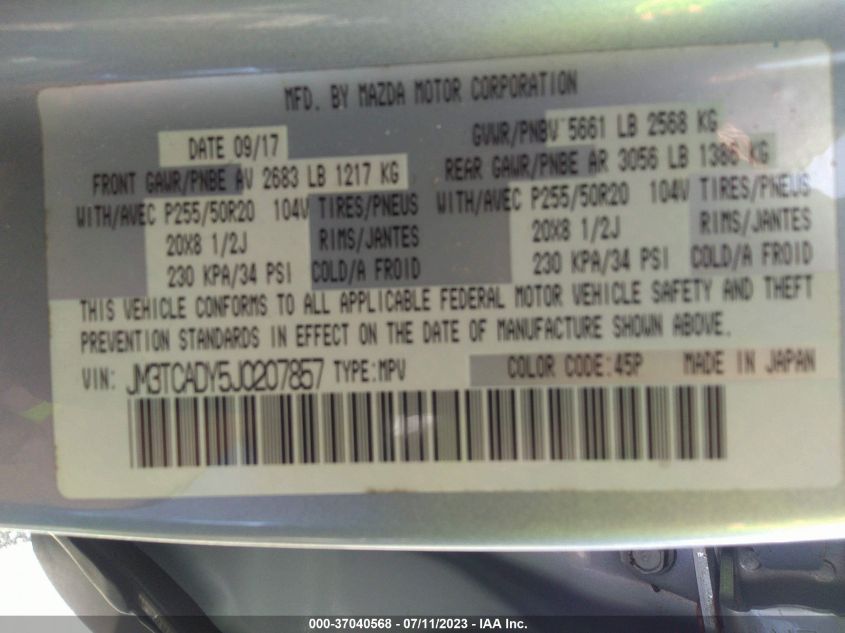 MFD. BY MAZDA MOTOR CORPORATION
DATE 09/17 GVWR/PNBV 5661 LB 2568 KG
FRONT GAWR/PNBE AV 2683 LB 1217 KG REAR GAWR/PNBE AR 3056 LB 1386 KG
WITH/AVEC P255/50R20 104V TIRES/PNEUS WITH/AVEC P255/50R20 104V TIRES/PNEUS
20X8 1/2J RIMS/JANTES 20X8 1/2J RIMS/JANTES
230 KPA/34 PSI COLD/A FROID 230 KPA/34 PSI COLD/A FROID
THIS VEHICLE CONFORMS TO ALL APPLICABLE FEDERAL MOTOR VEHICLE SAFETY AND THEFT
PREVENTION STANDARDS IN EFFECT ON THE DATE OF MANUFACTURE SHOWN ABOVE.
VIN: JM3TCADY5J0207857 TYPE:MPV COLOR CODE:45P MADE IN JAPAN
000-37040568 - 07/11/2023 - IAA Inc.